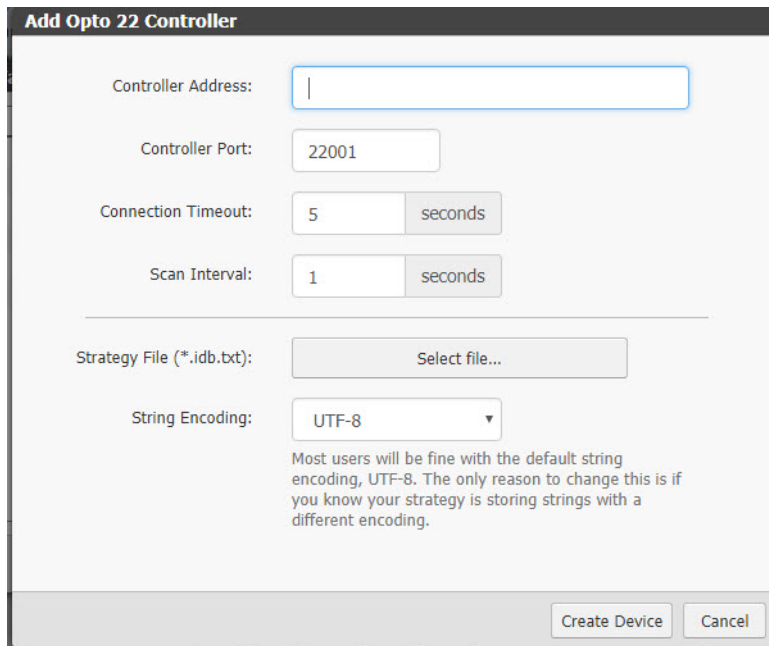 Add Opto 22 Controller
Controller Address:
Controller Port: 22001
Connection Timeout: 5 seconds
Scan Interval: 1 seconds
Strategy File (*.idb.txt): Select file...
String Encoding: UTF-8
Most users will be fine with the default string
encoding, UTF-8. The only reason to change this is if
you know your strategy is storing strings with a
different encoding.
Create Device Cancel